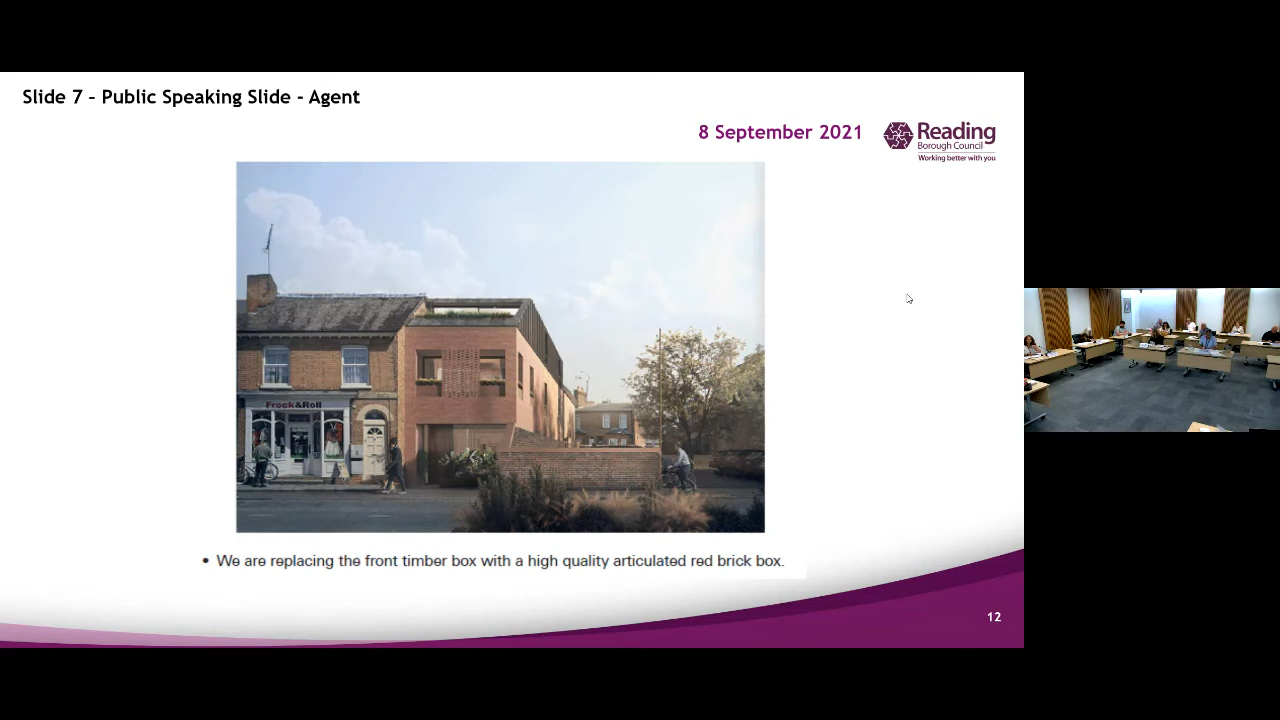 Slide 7 – Public Speaking Slide - Agent
8 September 2021
Reading
Borough Council
Working better with you
Frock&Roll
• We are replacing the front timber box with a high quality articulated red brick box.
12